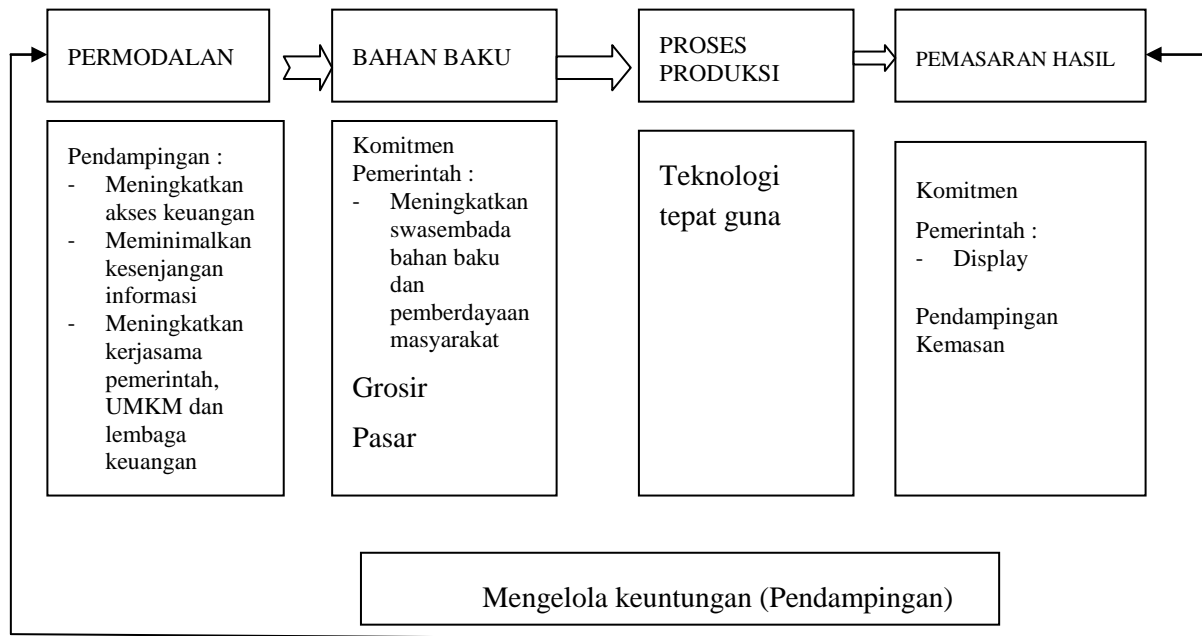 PERMODALAN
BAHAN BAKU
PROSES
PRODUKSI
PEMASARAN HASIL
Pendampingan :
- Meningkatkan
akses keuangan
- Meminimalkan
kesenjangan
informasi
- Meningkatkan
kerjasama
pemerintah,
UMKM dan
lembaga
keuangan
Komitmen
Pemerintah :
- Meningkatkan
swasembada
bahan baku
dan
pemberdayaan
masyarakat
Grosir
Pasar
Teknologi
tepat guna
Komitmen
Pemerintah :
- Display
Pendampingan
Kemasan
Mengelola keuntungan (Pendampingan)